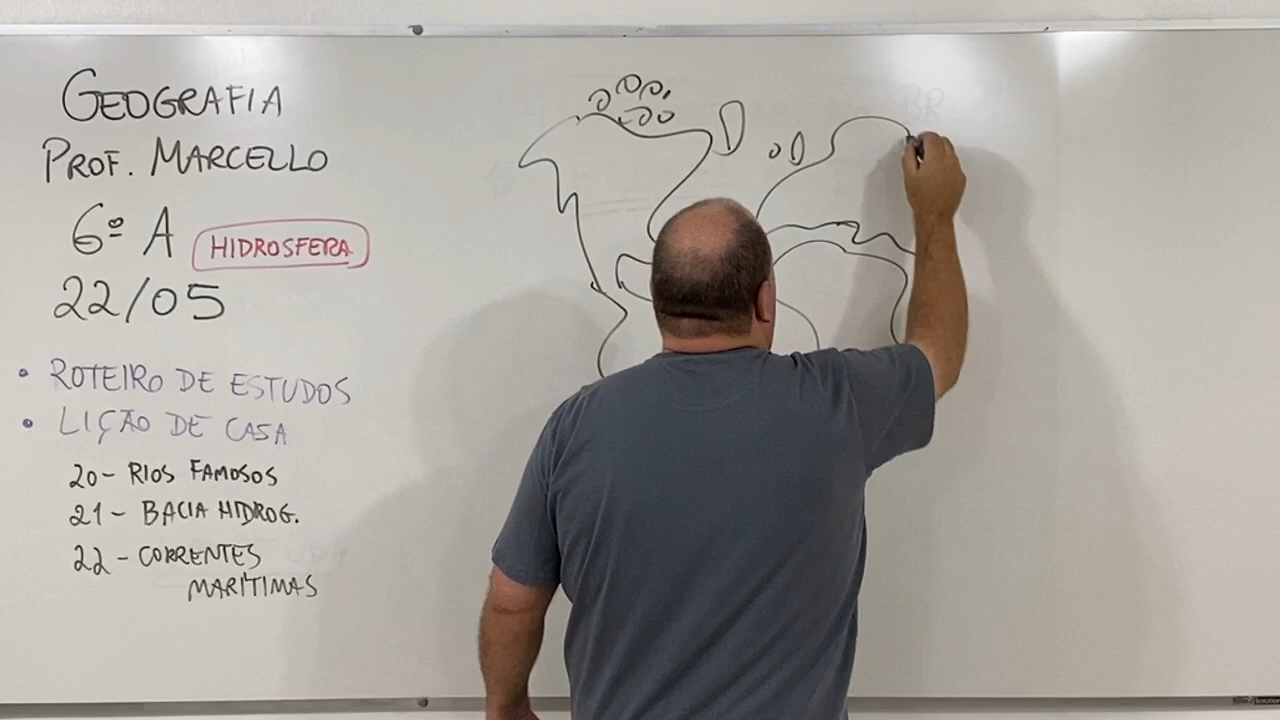 GEOGRAFIA
PROF. MARCELLO
6º A HIDROSFERA
22/05
• ROTEIRO DE ESTUDOS
• LIÇÃO DE CASA
20- RIOS FAMOSOS
21- BACIA HIDROG.
22- CORRENTES
MARÍTIMAS